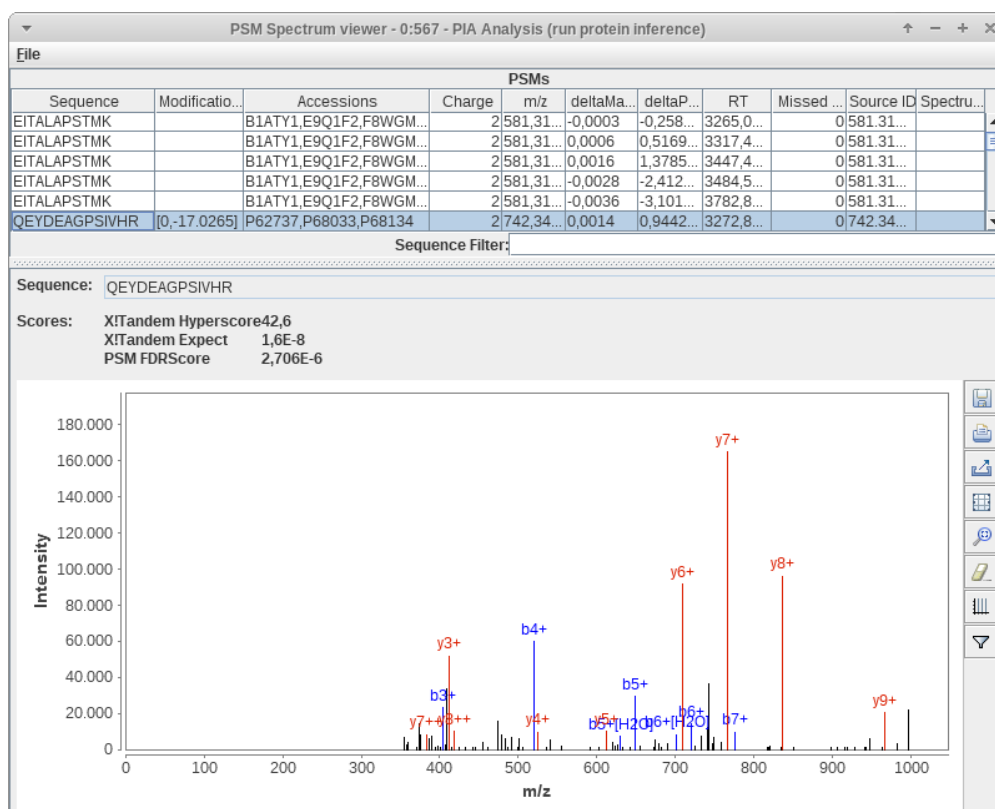 PSM Spectrum viewer - 0:567 - PIA Analysis (run protein inference)
File
PSMs
Sequence Modificatio... Accessions Charge m/z deltaMa... deltaP... RT Missed ... Source ID Spectru...
EITALAPSTMK B1ATY1,E9Q1F2,F8WGM... 2 581,31... -0,0003 -0,258... 3265,0... 0 581.31...
EITALAPSTMK B1ATY1,E9Q1F2,F8WGM... 2 581,31... 0,0006 0,5169... 3317,4... 0 581.31...
EITALAPSTMK B1ATY1,E9Q1F2,F8WGM... 2 581,31... 0,0016 1,3785... 3447,4... 0 581.31...
EITALAPSTMK B1ATY1,E9Q1F2,F8WGM... 2 581,31... -0,0028 -2,412... 3484,5... 0 581.31...
EITALAPSTMK B1ATY1,E9Q1F2,F8WGM... 2 581,31... -0,0036 -3,101... 3782,8... 0 581.31...
QEYDEAGPSIVHR [0,-17.0265] P62737,P68033,P68134 2 742,34... 0,0014 0,9442... 3272,8... 0 742.34...
Sequence Filter:
Sequence: QEYDEAGPSIVHR
Scores: X!Tandem Hyperscore42,6
X!Tandem Expect 1,6E-8
PSM FDRScore 2,706E-6
Intensity
180.000
160.000
140.000
120.000
100.000
80.000
60.000
40.000
20.000
0
y7+
y6+
y8+
b4+
y3+
b5+
b3+
y9+
b6+
y7++
y8++
y4+
b5+[H2O]
y5+
b6+[H2O]
b7+
0 100 200 300 400 500 600 700 800 900 1000
m/z